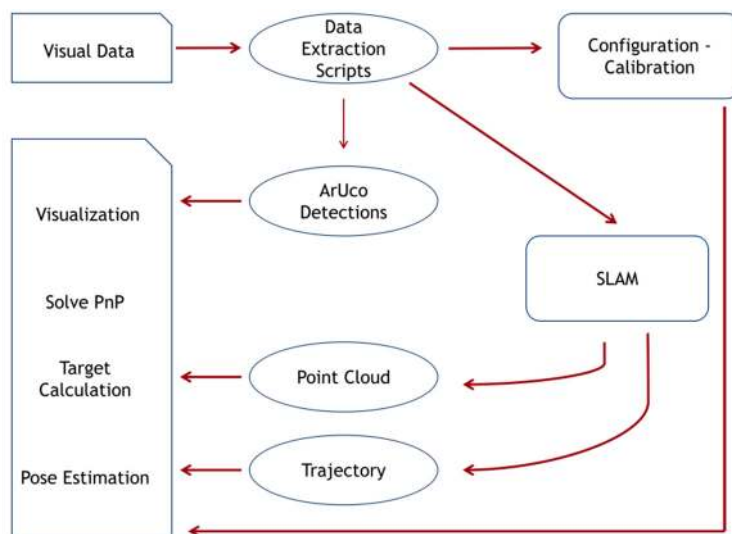 Visual Data
Data
Extraction
Scripts
Configuration -
Calibration
ArUco
Detections
Visualization
SLAM
Solve PnP
Point Cloud
Target
Calculation
Trajectory
Pose Estimation